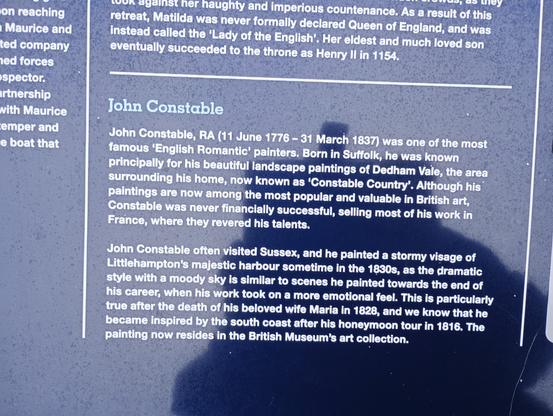 on reaching
Maurice and
ted company
ned forces
ospector.
artnership
with Maurice
temper and
e boat that
took against her haughty and imperious countenance. As a result of this
retreat, Matilda was never formally declared Queen of England, and was
instead called the ‘Lady of the English’. Her eldest and much loved son
eventually succeeded to the throne as Henry II in 1154.
John Constable
John Constable, RA (11 June 1776 – 31 March 1837) was one of the most
famous ‘English Romantic’ painters. Born in Suffolk, he was known
principally for his beautiful landscape paintings of Dedham Vale, the area
surrounding his home, now known as ‘Constable Country’. Although his
paintings are now among the most popular and valuable in British art,
Constable was never financially successful, selling most of his work in
France, where they revered his talents.
John Constable often visited Sussex, and he painted a stormy visage of
Littlehampton’s majestic harbour sometime in the 1830s, as the dramatic
style with a moody sky is similar to scenes he painted towards the end of
his career, when his work took on a more emotional feel. This is particularly
true after the death of his beloved wife Maria in 1828, and we know that he
became inspired by the south coast after his honeymoon tour in 1816. The
painting now resides in the British Museum’s art collection.